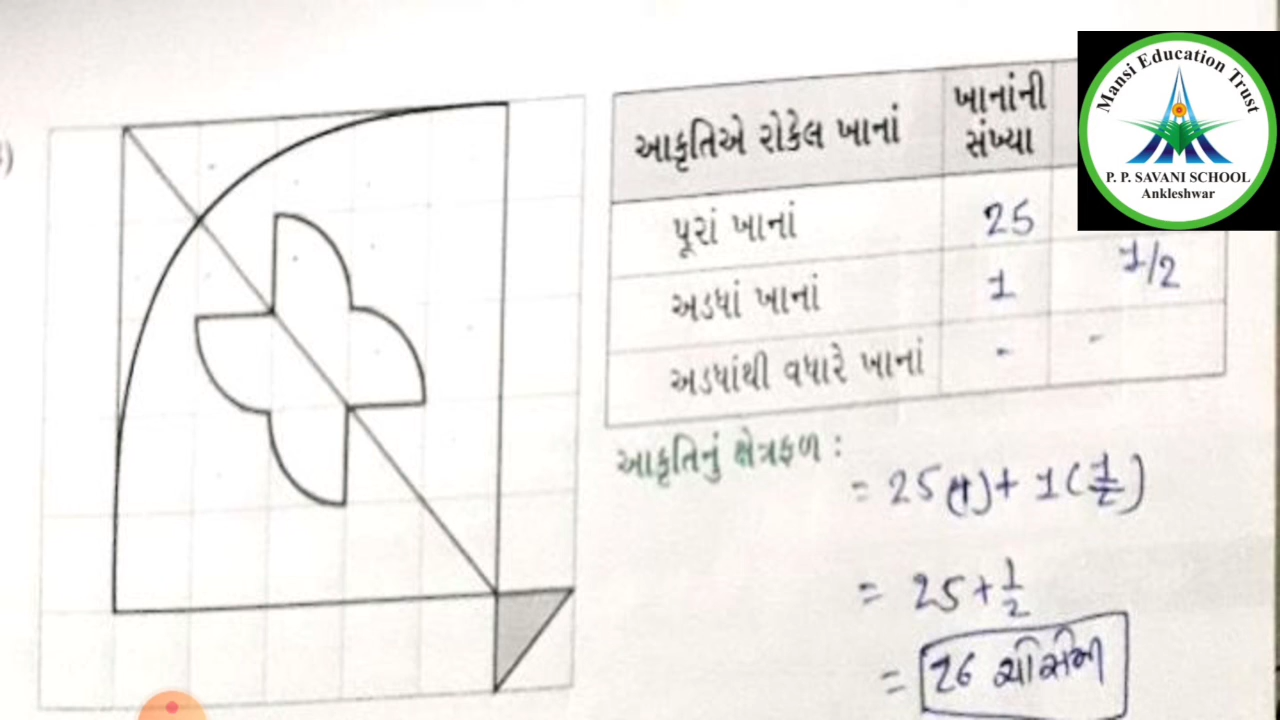 Mansi Education Trust
P. P. SAVANI SCHOOL
Ankleshwar
આકૃતિએ રોકેલ ખાનાં ખાનાંની સંખ્યા
પૂરાં ખાનાં 25
અડધાં ખાનાં 1 1/2
અડધાંથી વધારે ખાનાં - -
આકૃતિનું ક્ષેત્રફળ :
= 25(1) + 1(1/2)
= 25 + 1/2
= 26 ચોસેમી